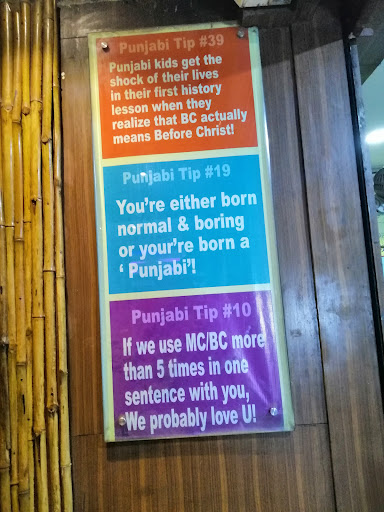 Punjabi Tip #39
Punjabi kids get the
shock of their lives
in their first history
lesson when they
realize that BC actually
means Before Christ!
Punjabi Tip #19
You're either born
normal & boring
or your're born a
‘ Punjabi’!
Punjabi Tip #10
If we use MC/BC more
than 5 times in one
sentence with you,
We probably love U!